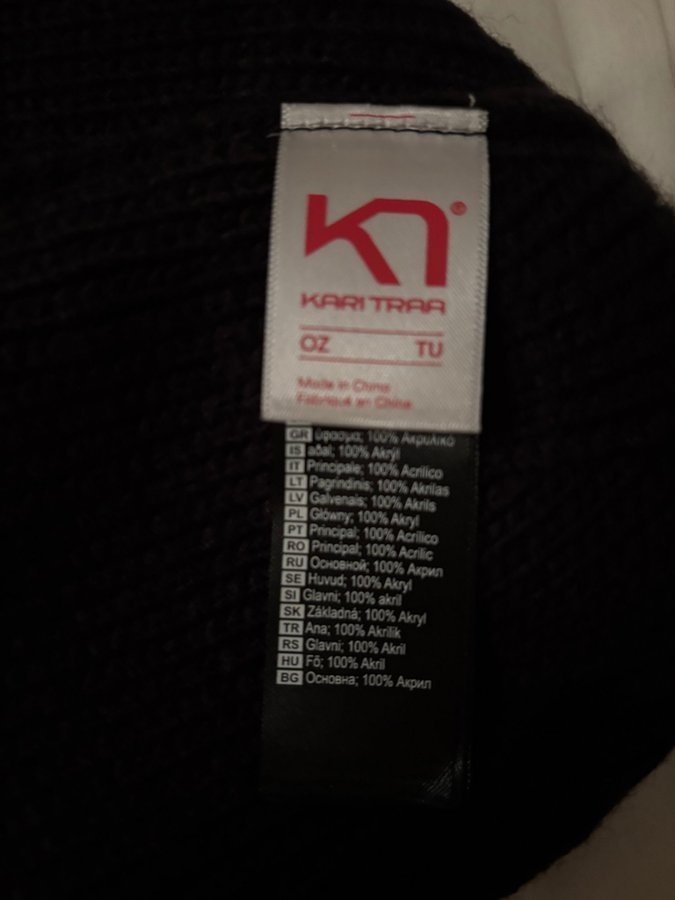 KARI TRAA
OZ TU
Made in China
Fabriqué en China
GR ύφασμα; 100% Ακρυλικό
IS aðal; 100% Akrýl
IT Principale; 100% Acrilico
LT Pagrindinis; 100% Akrilas
LV Galvenais; 100% Akrils
PL Główny; 100% Akryl
PT Principal; 100% Acrílico
RO Principal; 100% Acrilic
RU Основной; 100% Акрил
SE Huvud; 100% Akryl
SI Glavni; 100% akril
SK Základná; 100% Akryl
TR Ana; 100% Akrilik
RS Glavni; 100% Akril
HU Fő; 100% Akril
BG Основна; 100% Акрил